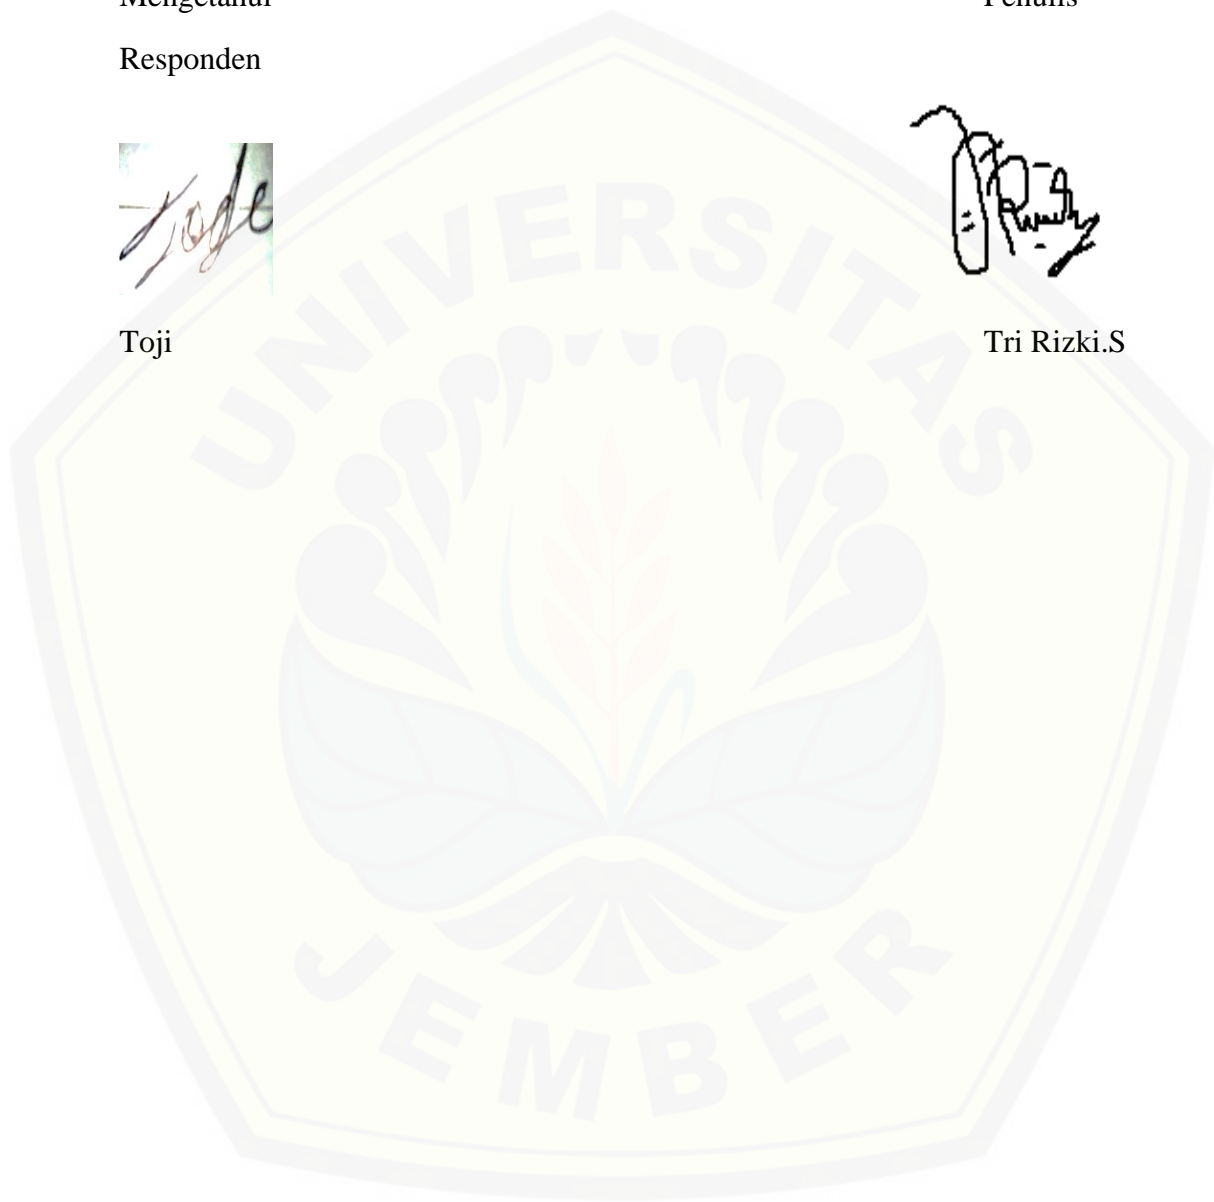 Mengetahui Penulis
Responden
Toji Tri Rizki.S
UNIVERSITAS
JEMBER